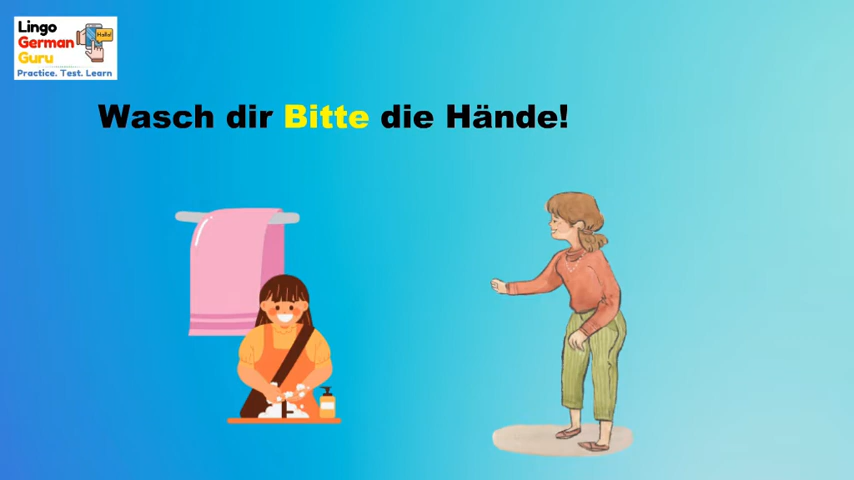 Lingo
German
Guru
Hallo!
Practice. Test. Learn
Wasch dir Bitte die Hände!